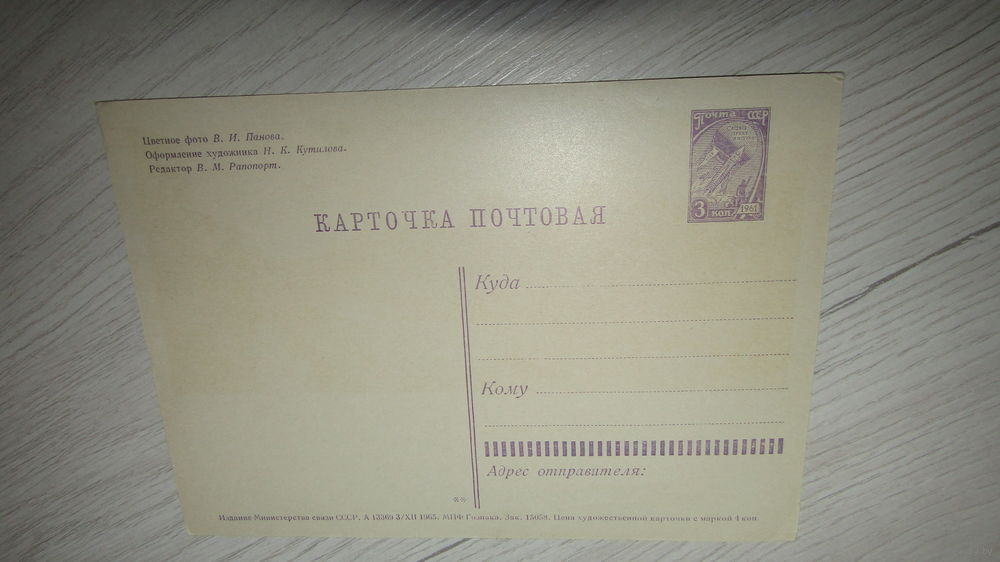 Цветное фото В. И. Панова.
Оформление художника Н. К. Кутилова.
Редактор В. М. Рапопорт.
Почта СССР
3 коп. 1961
КАРТОЧКА ПОЧТОВАЯ
Куда
Кому
Адрес отправителя:
**
Издание Министерства связи СССР. А 13369 3/XII 1965. МПФ Гознака. Зак. 15058. Цена художественной карточки с маркой 4 коп.